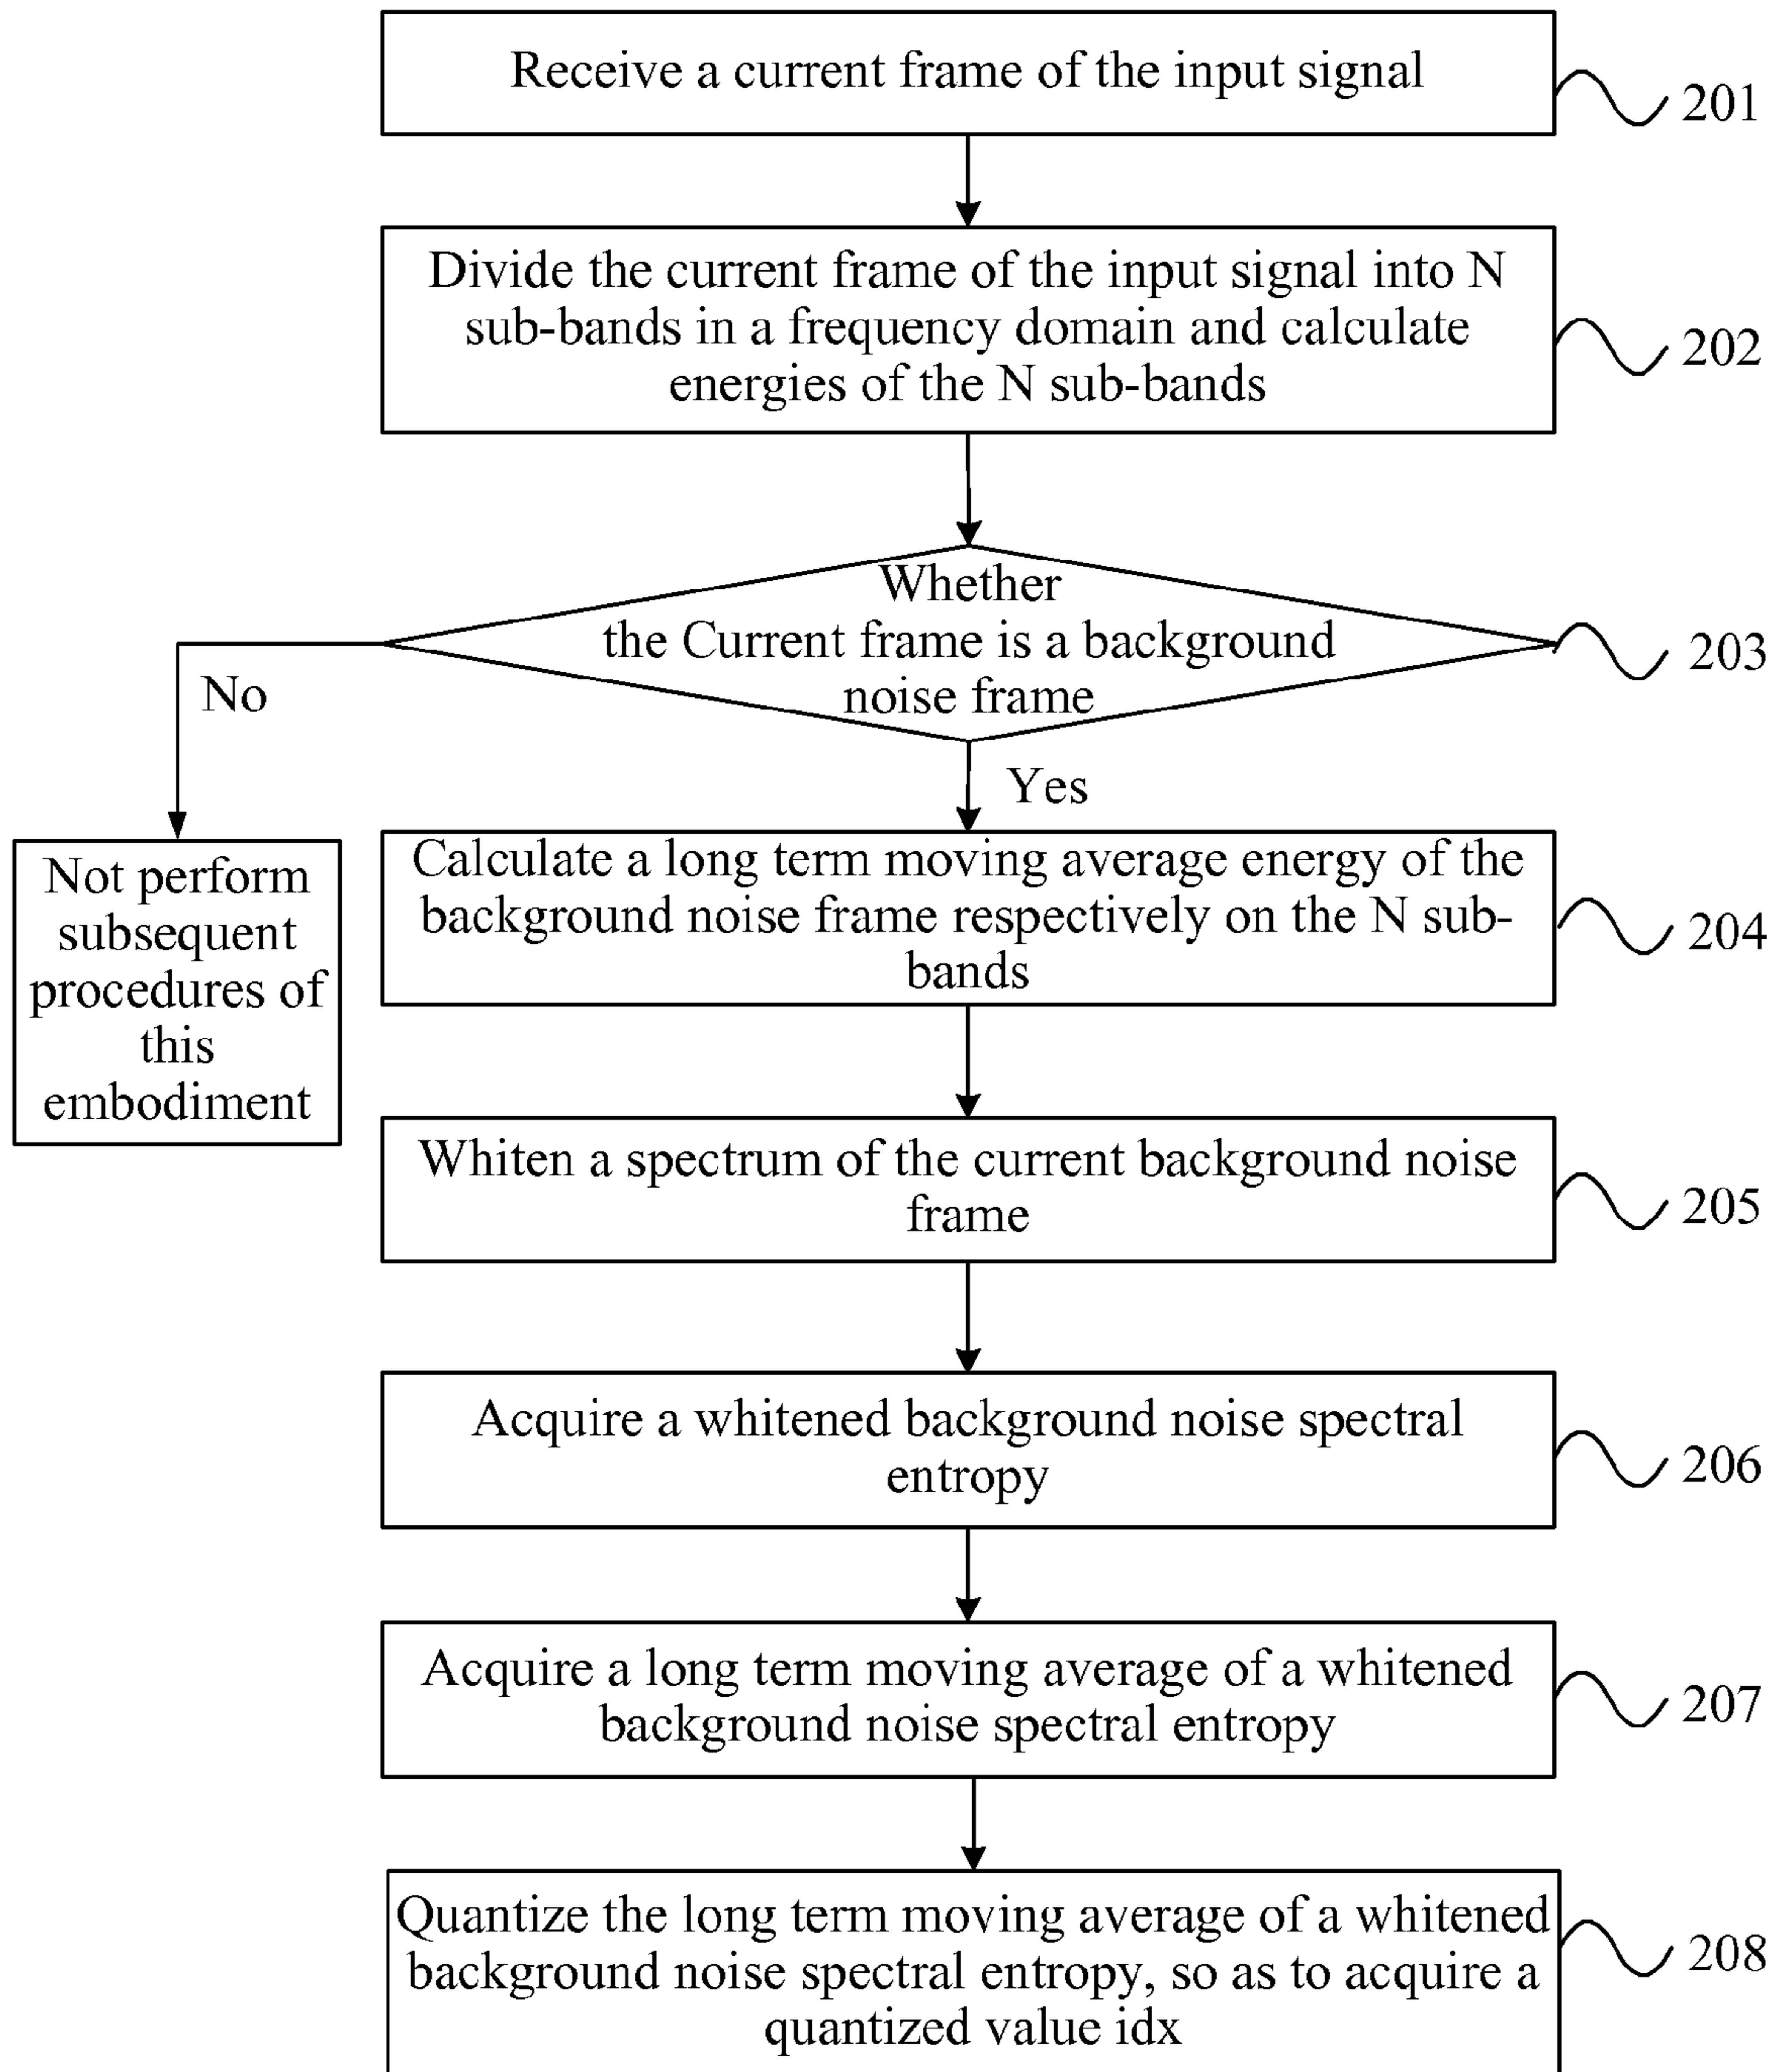 Receive a current frame of the input signal
201
Divide the current frame of the input signal into N
sub-bands in a frequency domain and calculate
energies of the N sub-bands
202
Whether
the Current frame is a background
noise frame
203
No
Yes
Not perform
subsequent
procedures of
this
embodiment
Calculate a long term moving average energy of the
background noise frame respectively on the N sub-
bands
204
Whiten a spectrum of the current background noise
frame
205
Acquire a whitened background noise spectral
entropy
206
Acquire a long term moving average of a whitened
background noise spectral entropy
207
Quantize the long term moving average of a whitened
background noise spectral entropy, so as to acquire a
quantized value idx
208